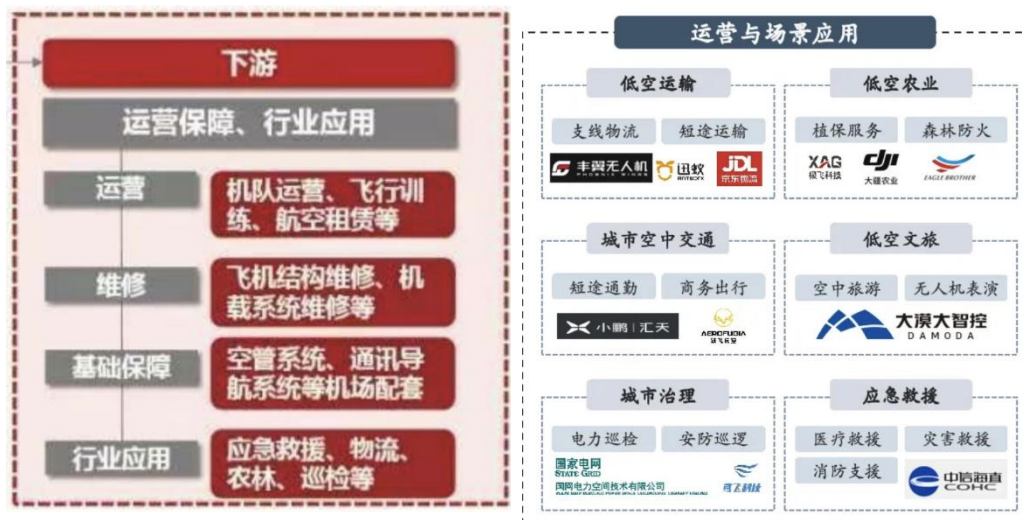 下游
运营保障、行业应用
运营
机队运营、飞行训
练、航空租赁等
维修
飞机结构维修、机
载系统维修等
基础保障
空管系统、通讯导
航系统等机场配套
行业应用
应急救援、物流、
农林、巡检等
运营与场景应用
低空运输
支线物流
短途运输
丰翼无人机
PHOENIX WINGS
迅蚁
ANTWORK
JDL
京东物流
低空农业
植保服务
森林防火
XAG
极飞科技
dji
大疆农业
EAGLE BROTHER
城市空中交通
短途通勤
商务出行
小鹏|汇天
AEROFUGIA
沃飞长空
低空文旅
空中旅游
无人机表演
大漠大智控
DAMODA
城市治理
电力巡检
安防巡逻
国家电网
STATE GRID
国网电力空间技术有限公司
应急救援
医疗救援
灾害救援
消防支援
中信海直
COHC